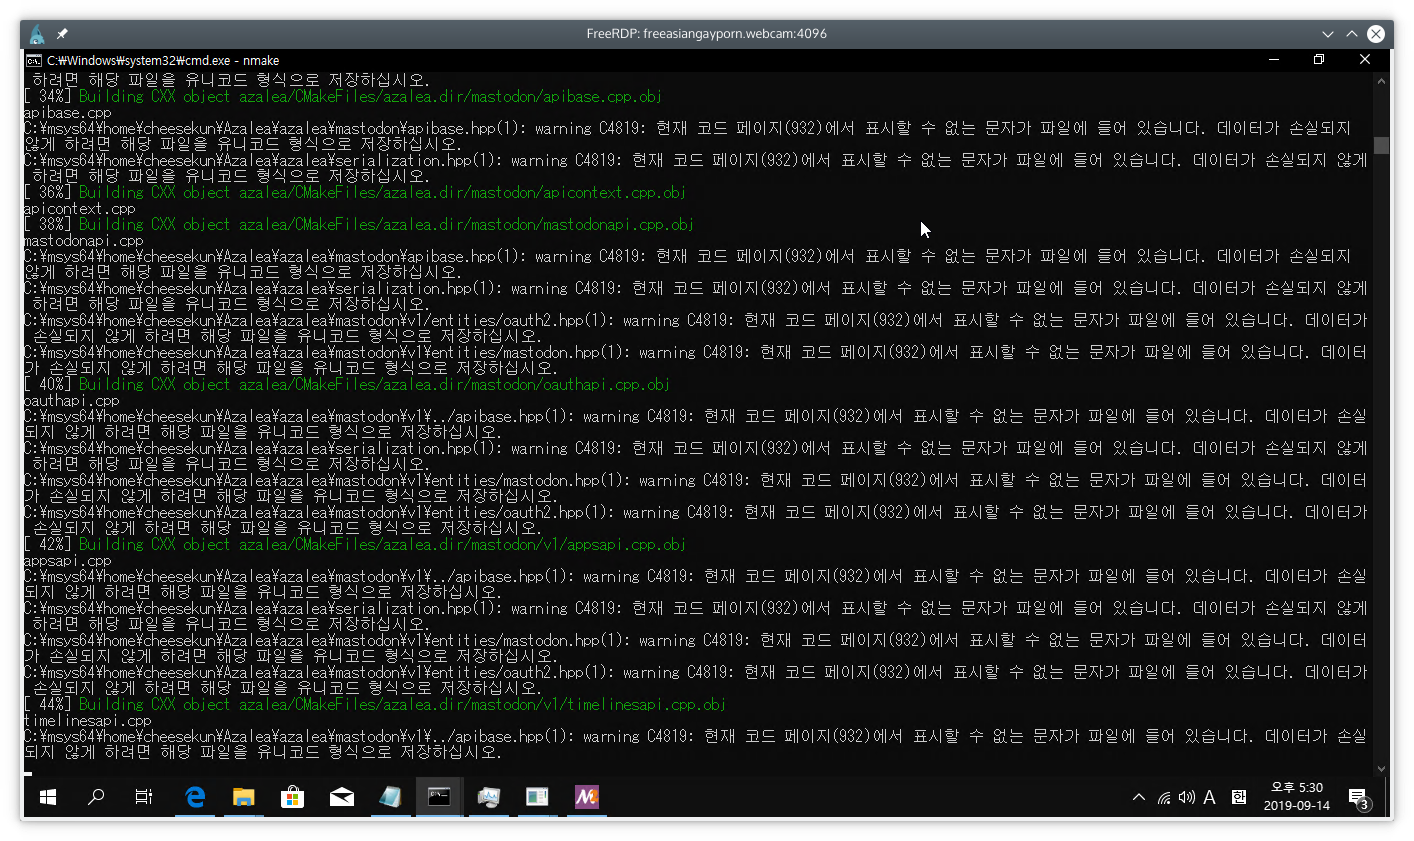 FreeRDP: freeasiangayporn.webcam:4096
C:₩Windows₩system32₩cmd.exe - nmake
하려면 해당 파일을 유니코드 형식으로 저장하십시오.
[ 34%] Building CXX object azalea/CMakeFiles/azalea.dir/mastodon/apibase.cpp.obj
apibase.cpp
C:₩msys64₩home₩cheesekun₩Azalea₩azalea₩mastodon₩apibase.hpp(1): warning C4819: 현재 코드 페이지(932)에서 표시할 수 없는 문자가 파일에 들어 있습니다. 데이터가 손실되지
않게 하려면 해당 파일을 유니코드 형식으로 저장하십시오.
C:₩msys64₩home₩cheesekun₩Azalea₩azalea₩serialization.hpp(1): warning C4819: 현재 코드 페이지(932)에서 표시할 수 없는 문자가 파일에 들어 있습니다. 데이터가 손실되지 않게
하려면 해당 파일을 유니코드 형식으로 저장하십시오.
[ 36%] Building CXX object azalea/CMakeFiles/azalea.dir/mastodon/apicontext.cpp.obj
apicontext.cpp
[ 38%] Building CXX object azalea/CMakeFiles/azalea.dir/mastodon/mastodonapi.cpp.obj
mastodonapi.cpp
C:₩msys64₩home₩cheesekun₩Azalea₩azalea₩mastodon₩apibase.hpp(1): warning C4819: 현재 코드 페이지(932)에서 표시할 수 없는 문자가 파일에 들어 있습니다. 데이터가 손실되지
않게 하려면 해당 파일을 유니코드 형식으로 저장하십시오.
C:₩msys64₩home₩cheesekun₩Azalea₩azalea₩serialization.hpp(1): warning C4819: 현재 코드 페이지(932)에서 표시할 수 없는 문자가 파일에 들어 있습니다. 데이터가 손실되지 않게
하려면 해당 파일을 유니코드 형식으로 저장하십시오.
C:₩msys64₩home₩cheesekun₩Azalea₩azalea₩mastodon₩v1/entities/oauth2.hpp(1): warning C4819: 현재 코드 페이지(932)에서 표시할 수 없는 문자가 파일에 들어 있습니다. 데이터가
손실되지 않게 하려면 해당 파일을 유니코드 형식으로 저장하십시오.
C:₩msys64₩home₩cheesekun₩Azalea₩azalea₩mastodon₩v1₩entities/mastodon.hpp(1): warning C4819: 현재 코드 페이지(932)에서 표시할 수 없는 문자가 파일에 들어 있습니다. 데이터
가 손실되지 않게 하려면 해당 파일을 유니코드 형식으로 저장하십시오.
[ 40%] Building CXX object azalea/CMakeFiles/azalea.dir/mastodon/oauthapi.cpp.obj
oauthapi.cpp
C:₩msys64₩home₩cheesekun₩Azalea₩azalea₩mastodon₩v1₩../apibase.hpp(1): warning C4819: 현재 코드 페이지(932)에서 표시할 수 없는 문자가 파일에 들어 있습니다. 데이터가 손실
되지 않게 하려면 해당 파일을 유니코드 형식으로 저장하십시오.
C:₩msys64₩home₩cheesekun₩Azalea₩azalea₩serialization.hpp(1): warning C4819: 현재 코드 페이지(932)에서 표시할 수 없는 문자가 파일에 들어 있습니다. 데이터가 손실되지 않게
하려면 해당 파일을 유니코드 형식으로 저장하십시오.
C:₩msys64₩home₩cheesekun₩Azalea₩azalea₩mastodon₩v1₩entities/mastodon.hpp(1): warning C4819: 현재 코드 페이지(932)에서 표시할 수 없는 문자가 파일에 들어 있습니다. 데이터
가 손실되지 않게 하려면 해당 파일을 유니코드 형식으로 저장하십시오.
C:₩msys64₩home₩cheesekun₩Azalea₩azalea₩mastodon₩v1₩entities/oauth2.hpp(1): warning C4819: 현재 코드 페이지(932)에서 표시할 수 없는 문자가 파일에 들어 있습니다. 데이터가
손실되지 않게 하려면 해당 파일을 유니코드 형식으로 저장하십시오.
[ 42%] Building CXX object azalea/CMakeFiles/azalea.dir/mastodon/v1/appsapi.cpp.obj
appsapi.cpp
C:₩msys64₩home₩cheesekun₩Azalea₩azalea₩mastodon₩v1₩../apibase.hpp(1): warning C4819: 현재 코드 페이지(932)에서 표시할 수 없는 문자가 파일에 들어 있습니다. 데이터가 손실
되지 않게 하려면 해당 파일을 유니코드 형식으로 저장하십시오.
C:₩msys64₩home₩cheesekun₩Azalea₩azalea₩serialization.hpp(1): warning C4819: 현재 코드 페이지(932)에서 표시할 수 없는 문자가 파일에 들어 있습니다. 데이터가 손실되지 않게
하려면 해당 파일을 유니코드 형식으로 저장하십시오.
C:₩msys64₩home₩cheesekun₩Azalea₩azalea₩mastodon₩v1₩entities/mastodon.hpp(1): warning C4819: 현재 코드 페이지(932)에서 표시할 수 없는 문자가 파일에 들어 있습니다. 데이터
가 손실되지 않게 하려면 해당 파일을 유니코드 형식으로 저장하십시오.
C:₩msys64₩home₩cheesekun₩Azalea₩azalea₩mastodon₩v1₩entities/oauth2.hpp(1): warning C4819: 현재 코드 페이지(932)에서 표시할 수 없는 문자가 파일에 들어 있습니다. 데이터가
손실되지 않게 하려면 해당 파일을 유니코드 형식으로 저장하십시오.
[ 44%] Building CXX object azalea/CMakeFiles/azalea.dir/mastodon/v1/timelinesapi.cpp.obj
timelinesapi.cpp
C:₩msys64₩home₩cheesekun₩Azalea₩azalea₩mastodon₩v1₩../apibase.hpp(1): warning C4819: 현재 코드 페이지(932)에서 표시할 수 없는 문자가 파일에 들어 있습니다. 데이터가 손실
되지 않게 하려면 해당 파일을 유니코드 형식으로 저장하십시오.
A 한 오후 5:30
2019-09-14 3